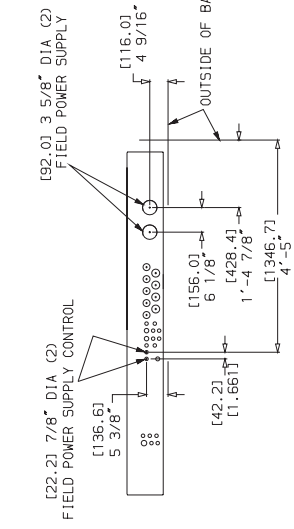 [22.2] 7/8" DIA (2)
FIELD POWER SUPPLY CONTROL
[92.0] 3 5/8" DIA (2)
FIELD POWER SUPPLY
[136.6]
5 3/8"
[116.0]
4 9/16"
OUTSIDE OF BA
[156.0]
6 1/8"
[428.4]
1'-4 7/8"
[1346.7]
4'-5"
[42.2]
[1.661]